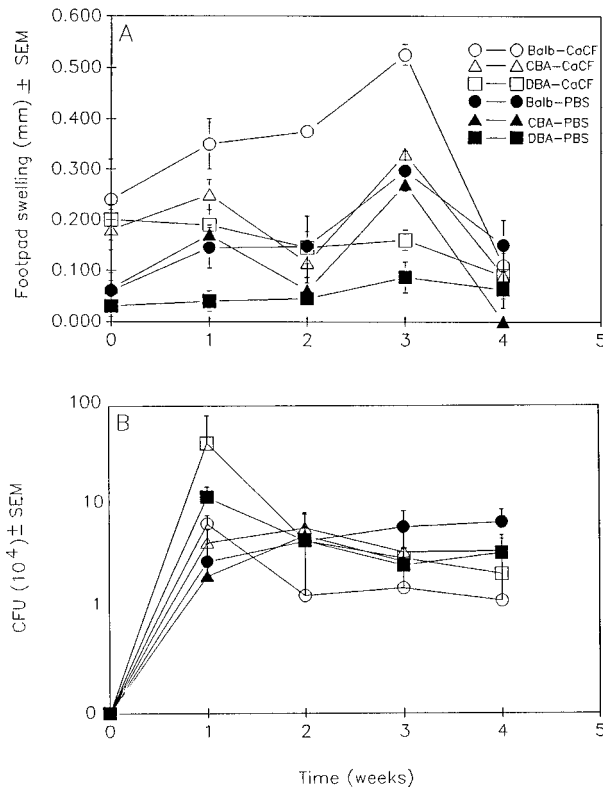 A
Footpad swelling (mm) ± SEM
0.600
0.500
0.400
0.300
0.200
0.100
0.000
0
1
2
3
4
5
Balb-CaCF
CBA-CaCF
DBA-CaCF
Balb-PBS
CBA-PBS
DBA-PBS
B
CFU (10⁴) ± SEM
100
10
1
0
0
1
2
3
4
5
Time (weeks)